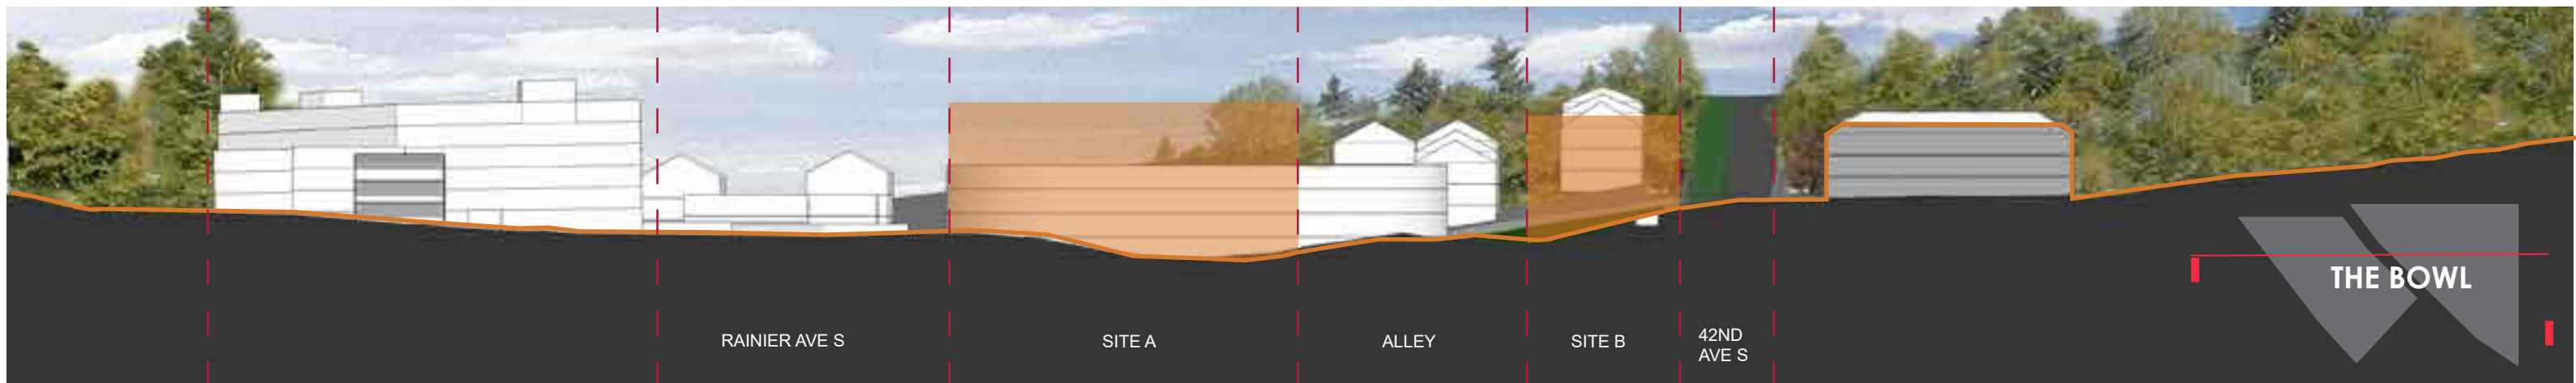 RAINIER AVE S
SITE A
ALLEY
SITE B
42ND
AVE S
THE BOWL